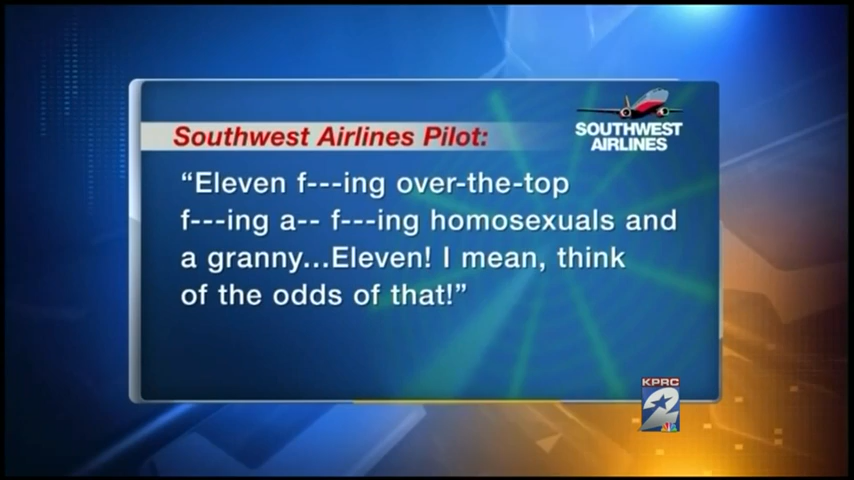 SOUTHWEST
AIRLINES
Southwest Airlines Pilot:
“Eleven f---ing over-the-top
f---ing a-- f---ing homosexuals and
a granny...Eleven! I mean, think
of the odds of that!”
KPRC
2